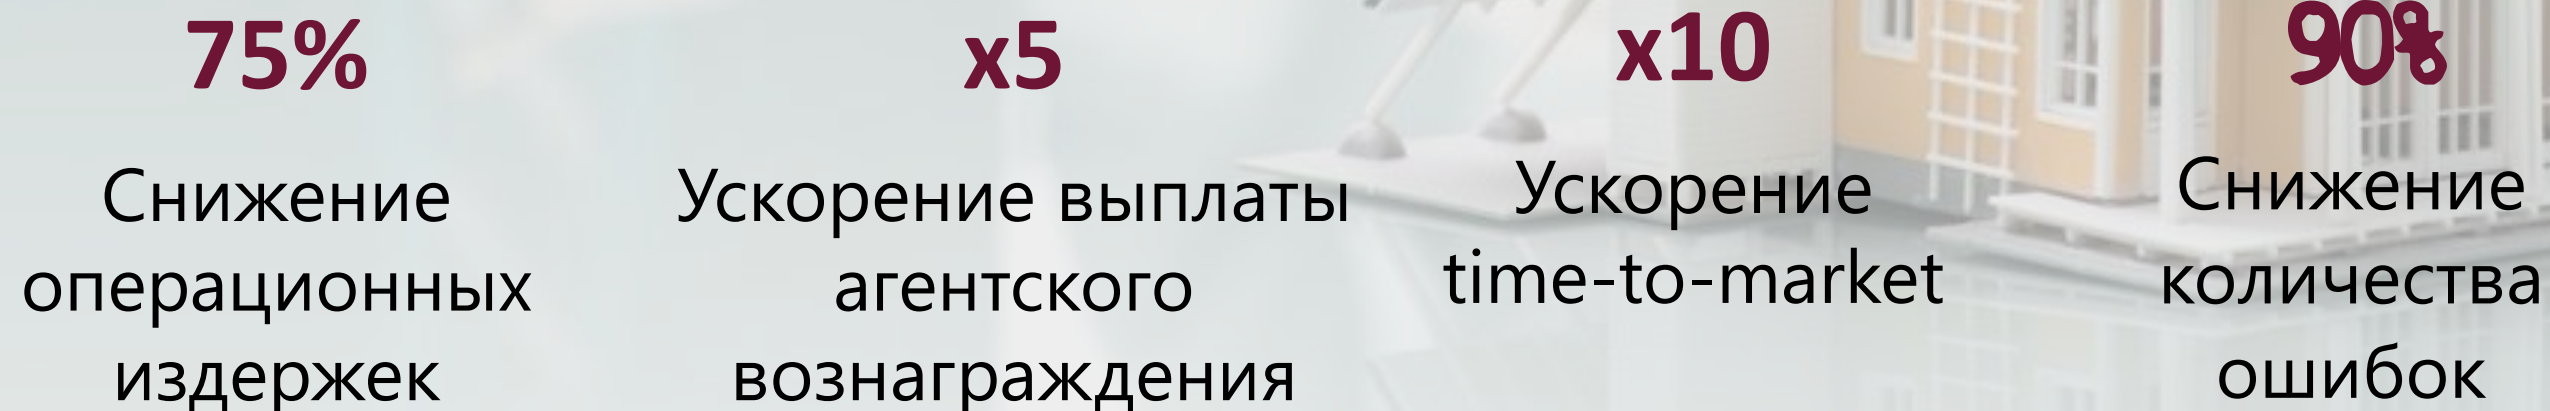 75%
Снижение
операционных
издержек
x5
Ускорение выплаты
агентского
вознаграждения
x10
Ускорение
time-to-market
90%
Снижение
количества
ошибок